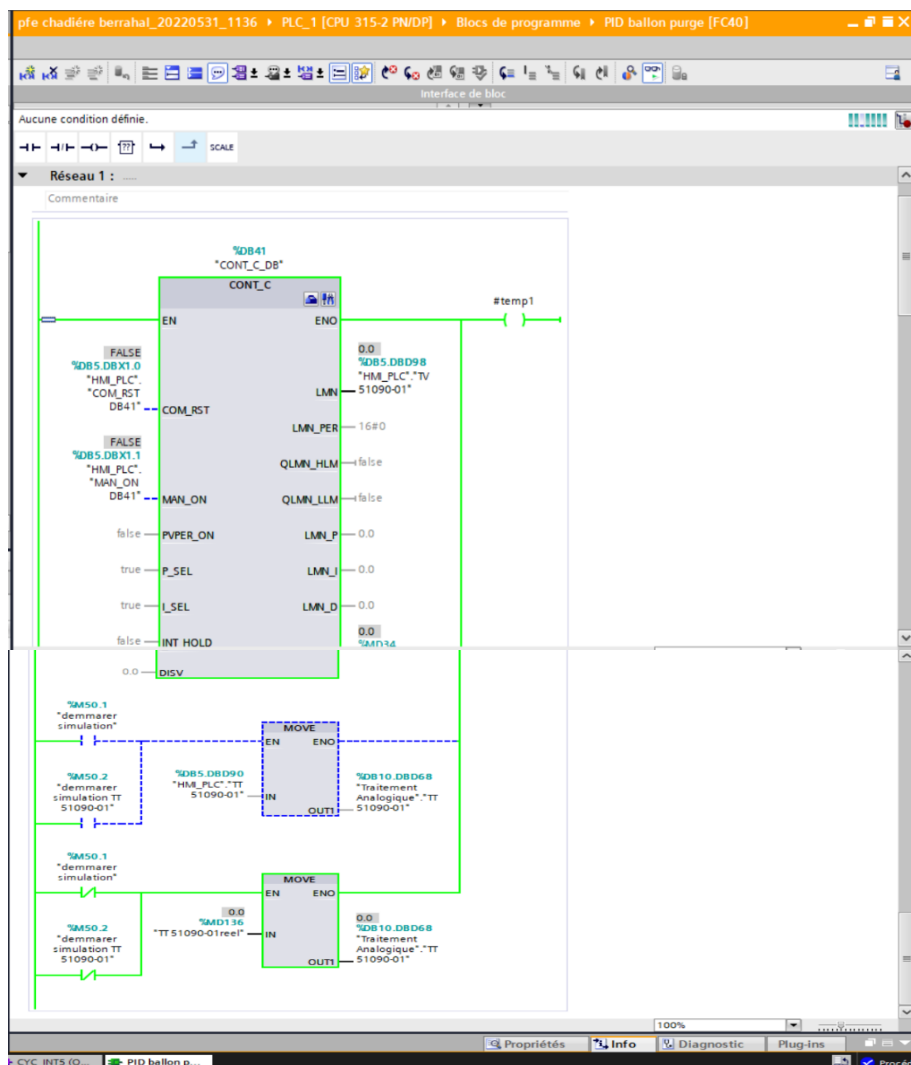 pfe chadiére berrahal_20220531_1136 ▸ PLC_1 [CPU 315-2 PN/DP] ▸ Blocs de programme ▸ PID ballon purge [FC40]
Interface de bloc
Aucune condition définie.
?? SCALE
Réseau 1 :
Commentaire
%DB41
"CONT_C_DB"
CONT_C
#temp1
EN ENO
FALSE
%DB5.DBX1.0
"HMI_PLC".
"COM_RST
DB41"
COM_RST
0.0
%DB5.DBD98
"HMI_PLC"."TV
51090-01"
LMN
LMN_PER 16#0
FALSE
%DB5.DBX1.1
"HMI_PLC".
"MAN_ON
DB41"
MAN_ON
QLMN_HLM false
QLMN_LLM false
false PVPER_ON LMN_P 0.0
true P_SEL LMN_I 0.0
true I_SEL LMN_D 0.0
false INT HOLD
0.0
%MD34
0.0 DISV
%M50.1
"demmarer
simulation"
MOVE
EN ENO
%M50.2
"demmarer
simulation TT
51090-01"
%DB5.DBD90
"HMI_PLC"."TT
51090-01"
IN
OUT1
%DB10.DBD68
"Traitement
Analogique"."TT
51090-01"
%M50.1
"demmarer
simulation"
MOVE
EN ENO
%M50.2
"demmarer
simulation TT
51090-01"
0.0
%MD136
"TT 51090-01reel"
IN
OUT1
0.0
%DB10.DBD68
"Traitement
Analogique"."TT
51090-01"
100%
Propriétés Info Diagnostic Plug-ins
CYC_INT5 (O... PID ballon p...